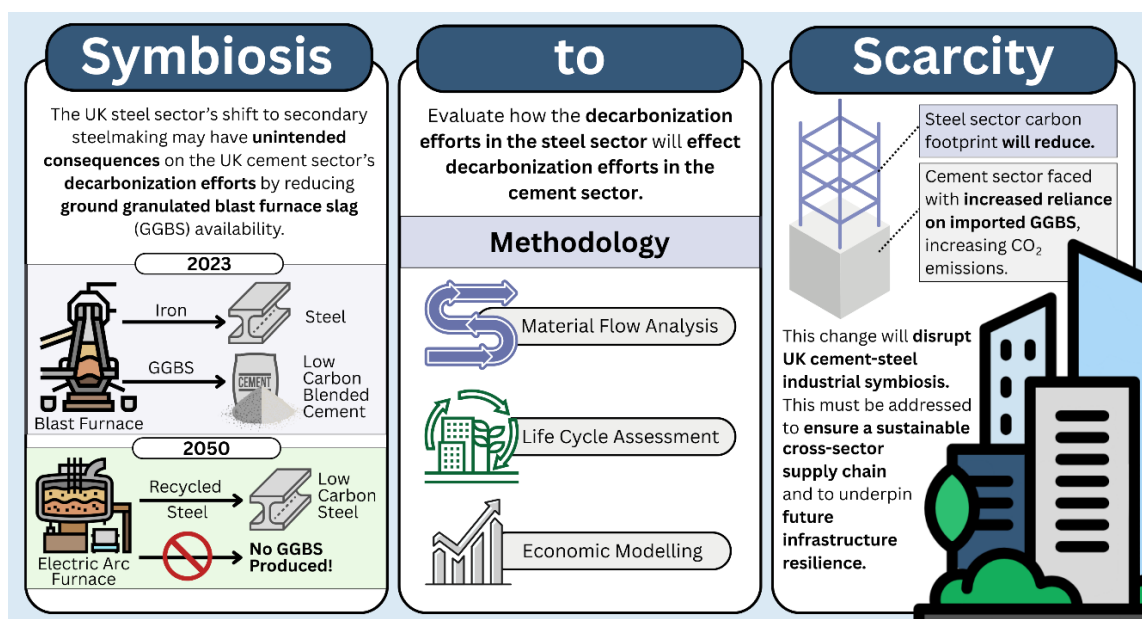 Symbiosis
The UK steel sector's shift to secondary
steelmaking may have unintended
consequences on the UK cement sector's
decarbonization efforts by reducing
ground granulated blast furnace slag
(GGBS) availability.
2023
Iron
Steel
GGBS
CEMENT
Low
Carbon
Blended
Cement
Blast Furnace
2050
Recycled
Steel
Low
Carbon
Steel
No GGBS
Produced!
Electric Arc
Furnace
to
Evaluate how the decarbonization
efforts in the steel sector will effect
decarbonization efforts in the
cement sector.
Methodology
Material Flow Analysis
Life Cycle Assessment
Economic Modelling
Scarcity
Steel sector carbon
footprint will reduce.
Cement sector faced
with increased reliance
on imported GGBS,
increasing CO₂
emissions.
This change will disrupt
UK cement-steel
industrial symbiosis.
This must be addressed
to ensure a sustainable
cross-sector
supply chain
and to underpin
future
infrastructure
resilience.